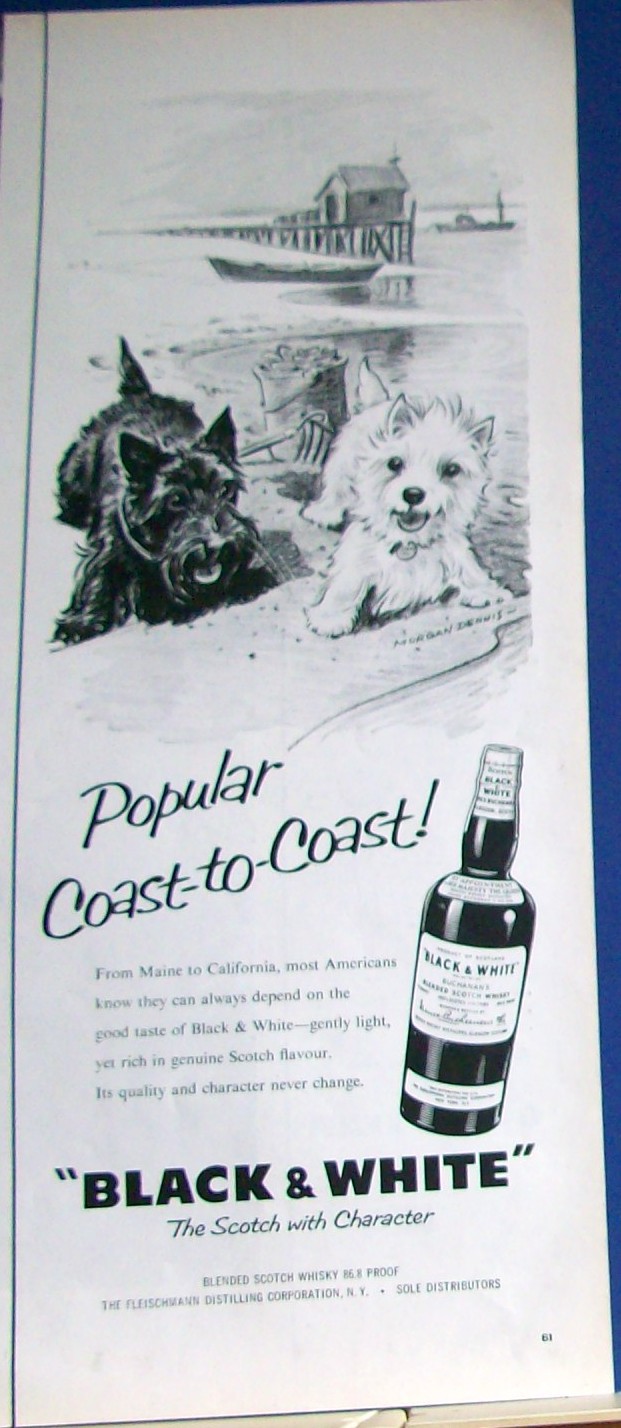 MORGAN DENNIS
Popular
Coast-to-Coast!
BLACK
WHITE
From Maine to California, most Americans
know they can always depend on the
good taste of Black & White—gently light,
yet rich in genuine Scotch flavour.
Its quality and character never change.
"BLACK & WHITE"
BUCHANAN'S
BLENDED SCOTCH WHISKY
"BLACK & WHITE"
The Scotch with Character
BLENDED SCOTCH WHISKY 86.8 PROOF
THE FLEISCHMANN DISTILLING CORPORATION, N. Y. • SOLE DISTRIBUTORS
61